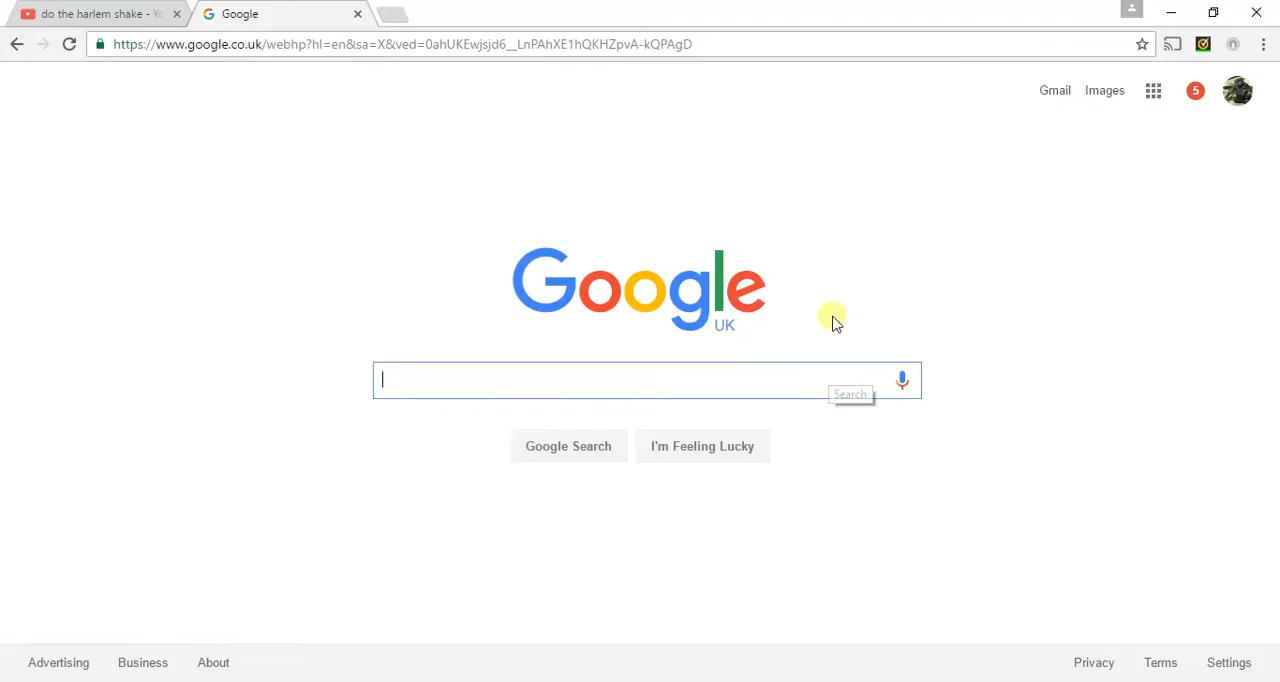 do the harlem shake - Yo
Google
https://www.google.co.uk/webhp?hl=en&sa=X&ved=0ahUKEwjsjd6__LnPAhXE1hQKHZpvA-kQPAgD
Gmail Images 5
Google
UK
Search
Google Search I'm Feeling Lucky
Advertising Business About Privacy Terms Settings